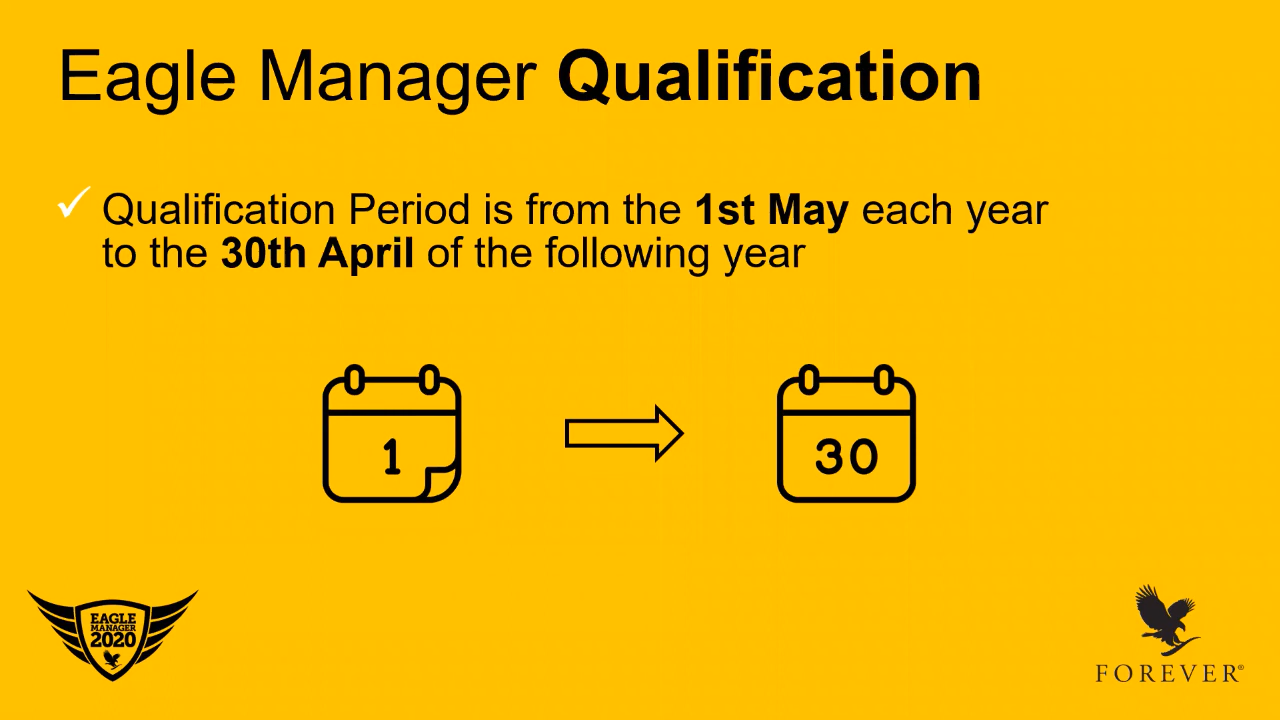 Eagle Manager Qualification
Qualification Period is from the 1st May each year
to the 30th April of the following year
1
30
EAGLE
MANAGER
2020
FOREVER®